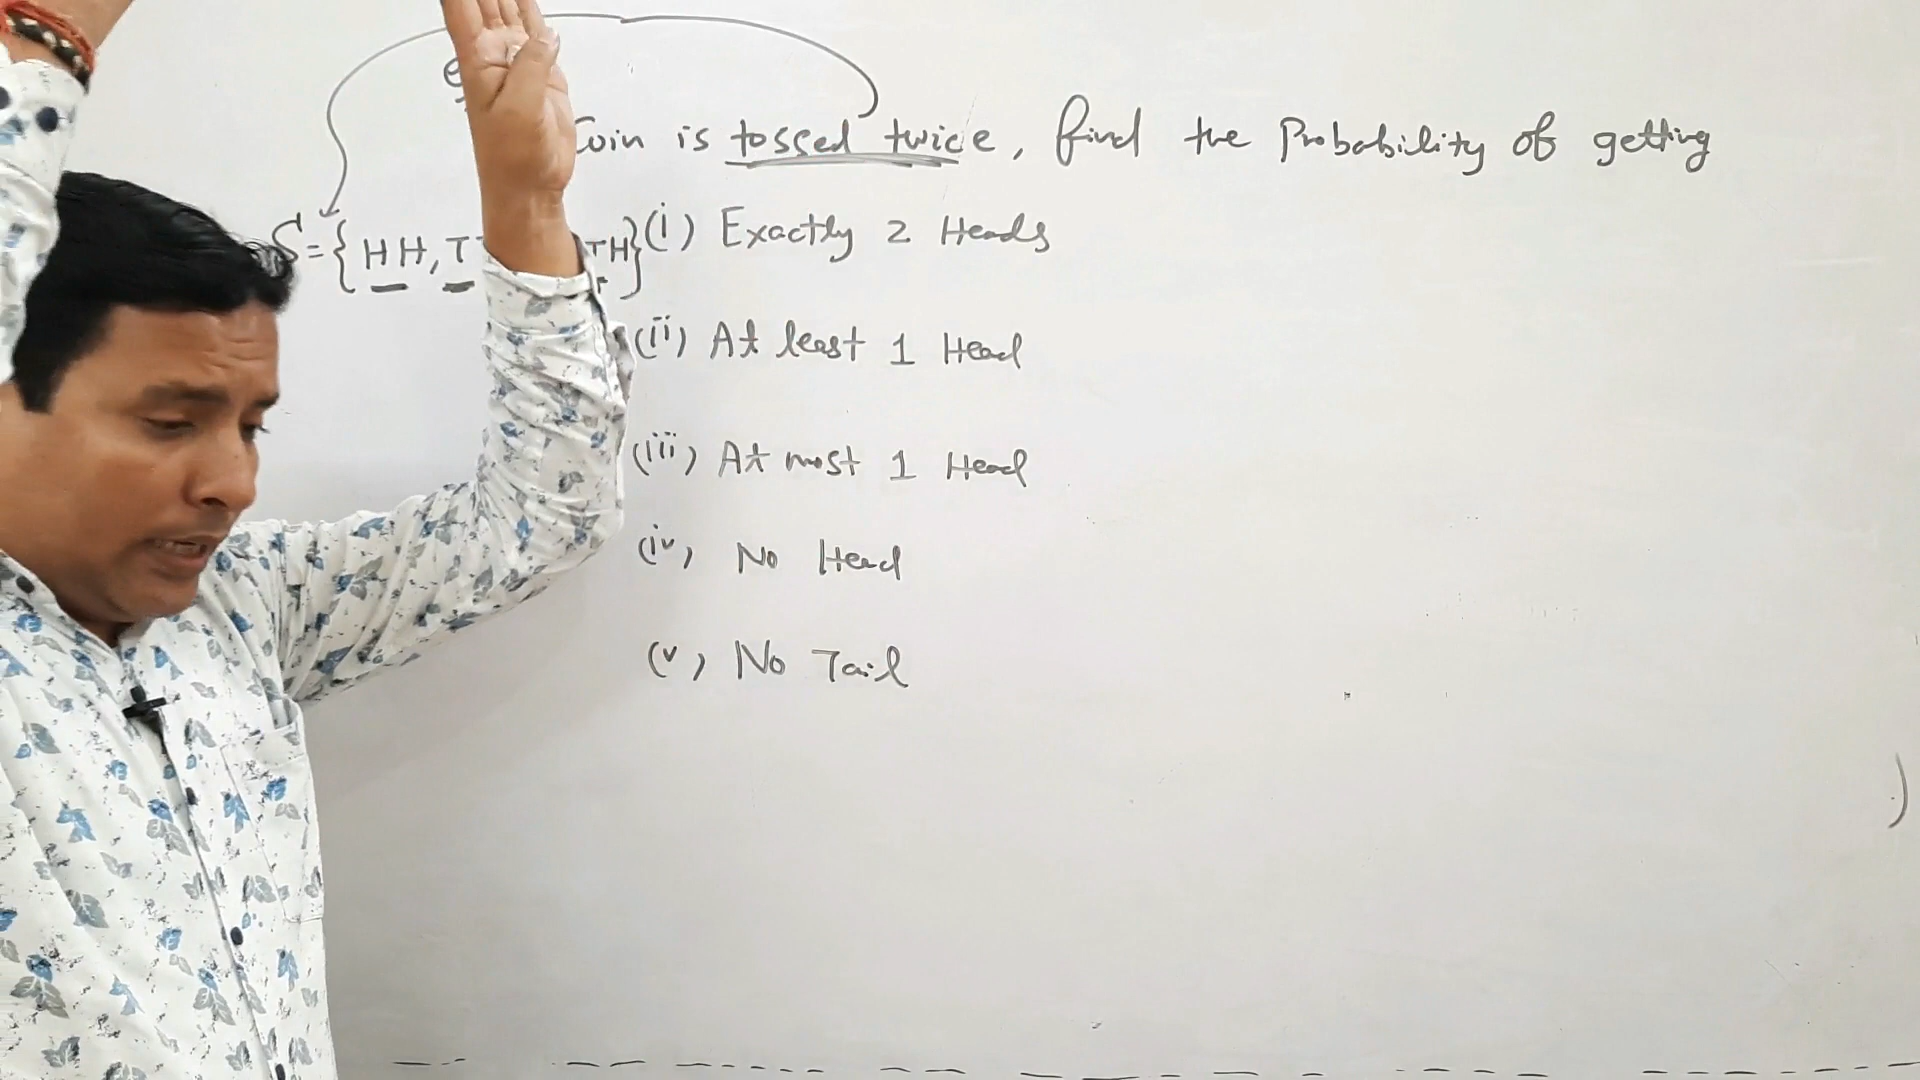 Coin is tossed twice, find the Probability of getting
S={HH,T TH}
(i) Exactly 2 Heads
(ii) At least 1 Head
(iii) At most 1 Head
(iv) No Head
(v) No Tail